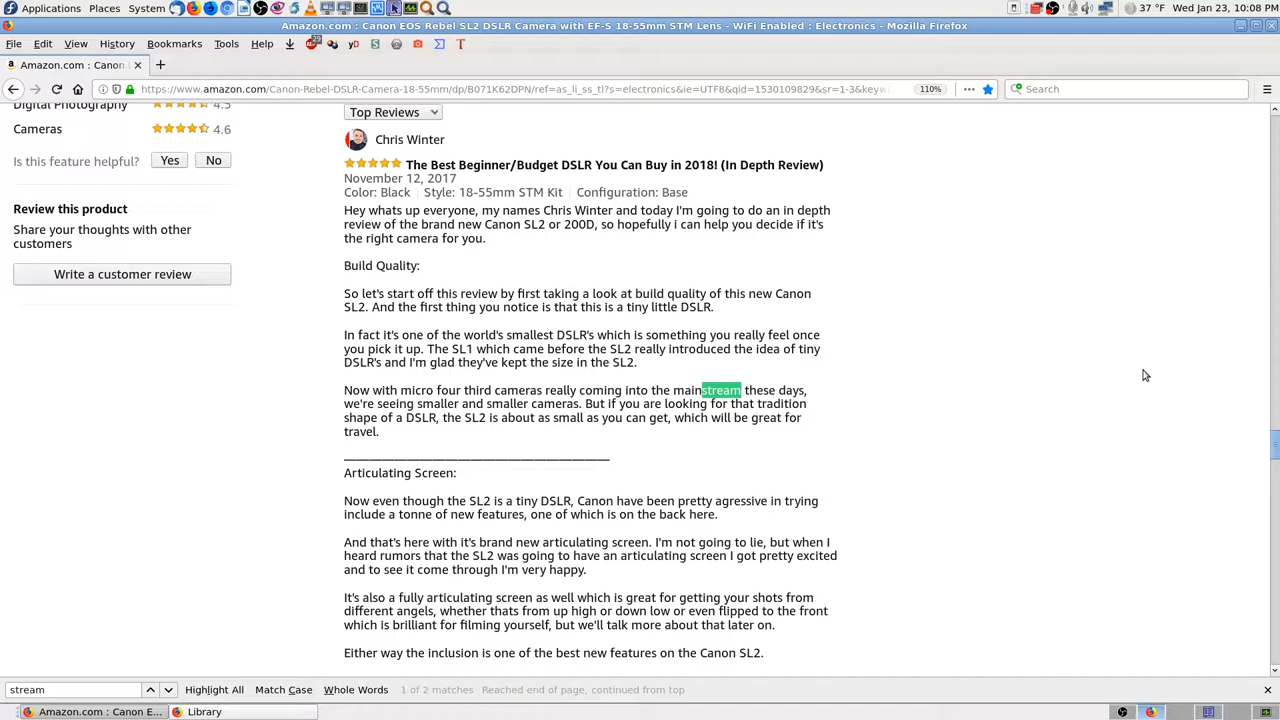 Applications Places System 37 °F Wed Jan 23, 10:08 PM
Amazon.com : Canon EOS Rebel SL2 DSLR Camera with EF-S 18-55mm STM Lens - WiFi Enabled : Electronics - Mozilla Firefox
File Edit View History Bookmarks Tools Help
Amazon.com : Canon
https://www.amazon.com/Canon-Rebel-DSLR-Camera-18-55mm/dp/B071K62DPN/ref=as_li_ss_tl?s=electronics&ie=UTF8&qid=1530109829&sr=1-3&keyw 110% Search
Digital Photography 4.5
Cameras 4.6
Is this feature helpful? Yes No
Review this product
Share your thoughts with other
customers
Write a customer review
Top Reviews
Chris Winter
The Best Beginner/Budget DSLR You Can Buy in 2018! (In Depth Review)
November 12, 2017
Color: Black Style: 18-55mm STM Kit Configuration: Base
Hey whats up everyone, my names Chris Winter and today I'm going to do an in depth
review of the brand new Canon SL2 or 200D, so hopefully i can help you decide if it's
the right camera for you.
Build Quality:
So let's start off this review by first taking a look at build quality of this new Canon
SL2. And the first thing you notice is that this is a tiny little DSLR.
In fact it's one of the world's smallest DSLR's which is something you really feel once
you pick it up. The SL1 which came before the SL2 really introduced the idea of tiny
DSLR's and I'm glad they've kept the size in the SL2.
Now with micro four third cameras really coming into the mainstream these days,
we're seeing smaller and smaller cameras. But if you are looking for that tradition
shape of a DSLR, the SL2 is about as small as you can get, which will be great for
travel.
Articulating Screen:
Now even though the SL2 is a tiny DSLR, Canon have been pretty agressive in trying
include a tonne of new features, one of which is on the back here.
And that's here with it's brand new articulating screen. I'm not going to lie, but when I
heard rumors that the SL2 was going to have an articulating screen I got pretty excited
and to see it come through I'm very happy.
It's also a fully articulating screen as well which is great for getting your shots from
different angels, whether thats from up high or down low or even flipped to the front
which is brilliant for filming yourself, but we'll talk more about that later on.
Either way the inclusion is one of the best new features on the Canon SL2.
stream Highlight All Match Case Whole Words 1 of 2 matches Reached end of page, continued from top
Amazon.com : Canon E... Library